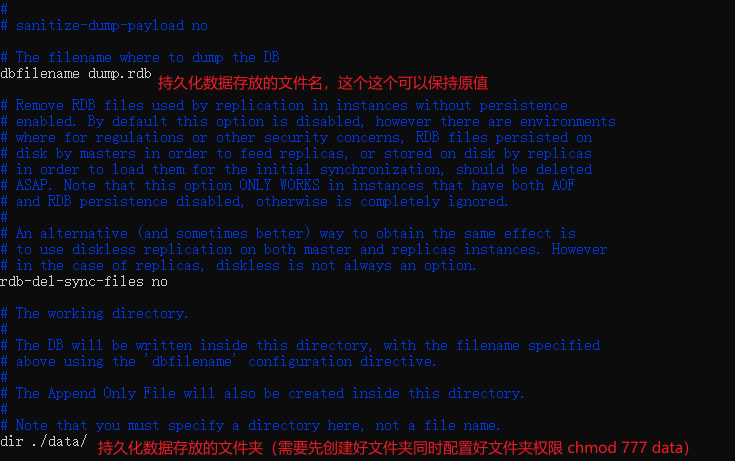 #
# sanitize-dump-payload no
# The filename where to dump the DB
dbfilename dump.rdb 持久化数据存放的文件名，这个这个可以保持原值
# Remove RDB files used by replication in instances without persistence
# enabled. By default this option is disabled, however there are environments
# where for regulations or other security concerns, RDB files persisted on
# disk by masters in order to feed replicas, or stored on disk by replicas
# in order to load them for the initial synchronization, should be deleted
# ASAP. Note that this option ONLY WORKS in instances that have both AOF
# and RDB persistence disabled, otherwise is completely ignored.
#
# An alternative (and sometimes better) way to obtain the same effect is
# to use diskless replication on both master and replicas instances. However
# in the case of replicas, diskless is not always an option.
rdb-del-sync-files no
# The working directory.
#
# The DB will be written inside this directory, with the filename specified
# above using the 'dbfilename' configuration directive.
#
# The Append Only File will also be created inside this directory.
#
# Note that you must specify a directory here, not a file name.
dir ./data/ 持久化数据存放的文件夹（需要先创建好文件夹同时配置好文件夹权限 chmod 777 data）